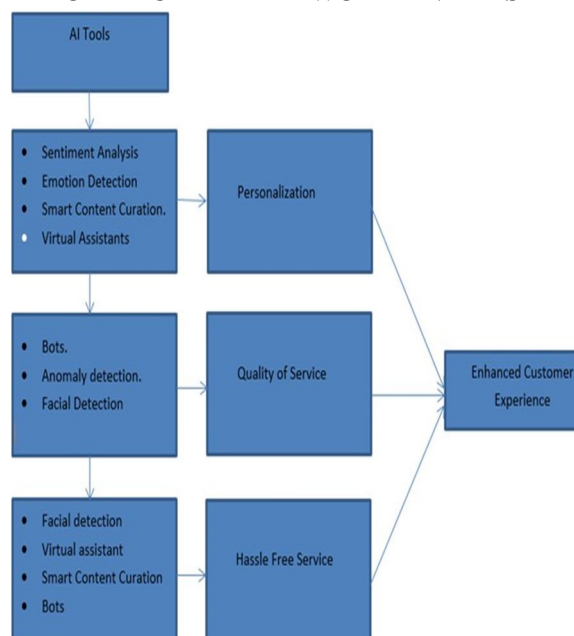 AI Tools
• Sentiment Analysis
• Emotion Detection
• Smart Content Curation.
• Virtual Assistants
Personalization
• Bots.
• Anomaly detection.
• Facial Detection
Quality of Service
Enhanced Customer
Experience
• Facial detection
• Virtual assistant
• Smart Content Curation
• Bots
Hassle Free Service